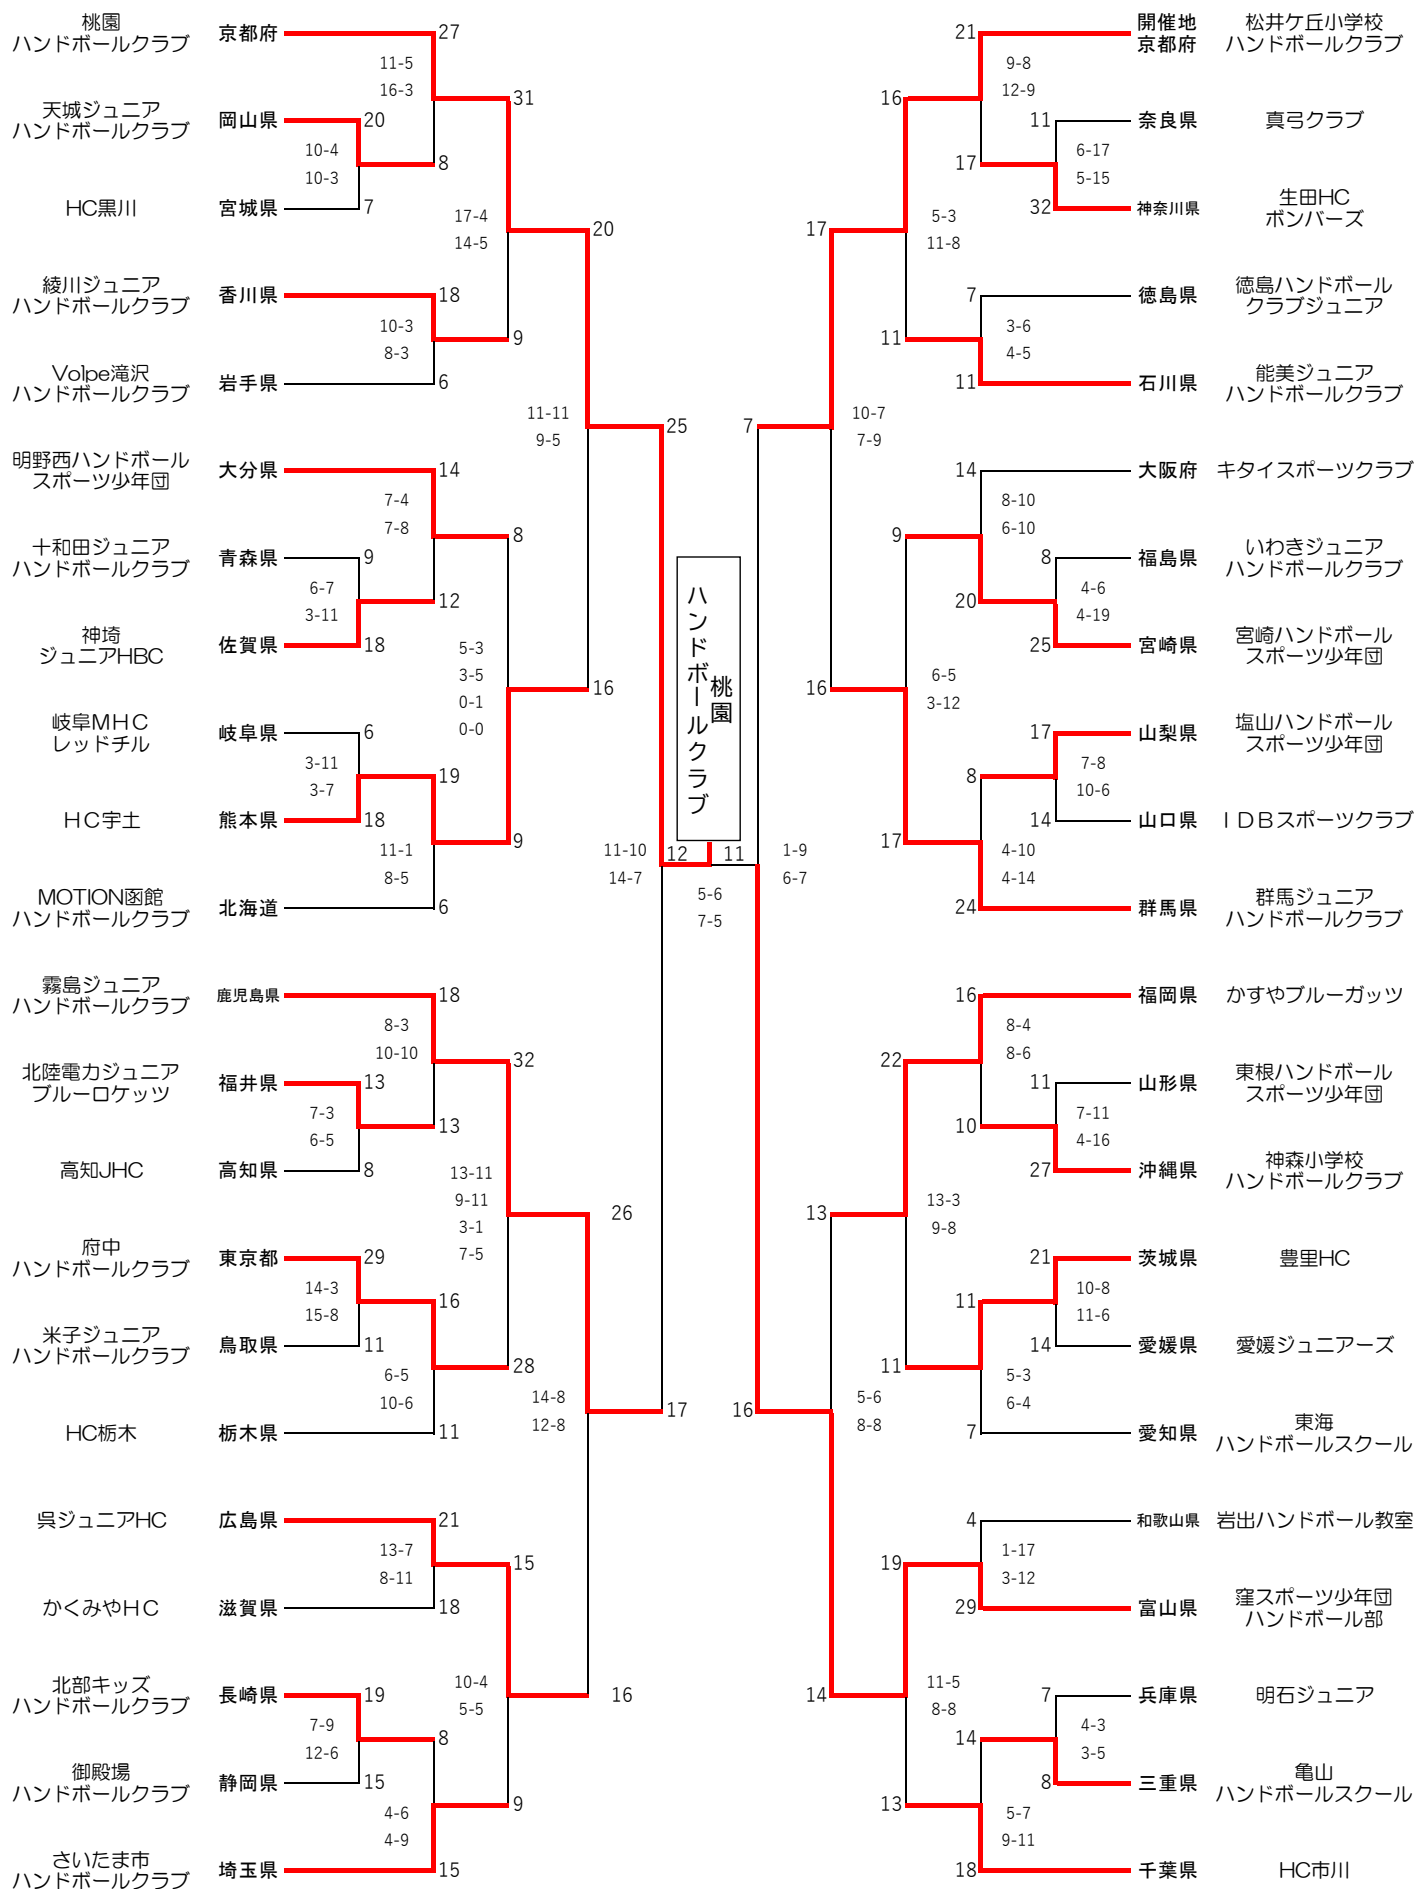 桃園
ハンドボールクラブ
京都府
27
11-5
16-3
31
天城ジュニア
ハンドボールクラブ
岡山県
20
10-4
10-3
8
HC黒川
宮城県
7
17-4
14-5
20
綾川ジュニア
ハンドボールクラブ
香川県
18
10-3
8-3
9
Volpe滝沢
ハンドボールクラブ
岩手県
6
11-11
9-5
25
明野西ハンドボール
スポーツ少年団
大分県
14
7-4
7-8
8
十和田ジュニア
ハンドボールクラブ
青森県
9
6-7
3-11
12
神埼
ジュニアHBC
佐賀県
18
5-3
3-5
0-1
0-0
16
岐阜MHC
レッドチル
岐阜県
6
3-11
3-7
19
HC宇土
熊本県
18
11-1
8-5
9
MOTION函館
ハンドボールクラブ
北海道
6
11-10
14-7
12
霧島ジュニア
ハンドボールクラブ
鹿児島県
18
8-3
10-10
32
北陸電力ジュニア
ブルーロケッツ
福井県
13
7-3
6-5
13
高知JHC
高知県
8
13-11
9-11
3-1
7-5
26
府中
ハンドボールクラブ
東京都
29
14-3
15-8
16
米子ジュニア
ハンドボールクラブ
鳥取県
11
6-5
10-6
28
HC栃木
栃木県
11
14-8
12-8
17
呉ジュニアHC
広島県
21
13-7
8-11
15
かくみやHC
滋賀県
18
10-4
5-5
16
北部キッズ
ハンドボールクラブ
長崎県
19
7-9
12-6
8
御殿場
ハンドボールクラブ
静岡県
15
4-6
4-9
9
さいたま市
ハンドボールクラブ
埼玉県
15
桃園
ハンドボールクラブ
11
5-6
7-5
21
開催地
京都府
松井ケ丘小学校
ハンドボールクラブ
9-8
12-9
16
11
奈良県
真弓クラブ
6-17
5-15
17
32
神奈川県
生田HC
ボンバーズ
5-3
11-8
17
7
徳島県
徳島ハンドボール
クラブジュニア
3-6
4-5
11
11
石川県
能美ジュニア
ハンドボールクラブ
10-7
7-9
7
14
大阪府
キタイスポーツクラブ
8-10
6-10
9
8
福島県
いわきジュニア
ハンドボールクラブ
4-6
4-19
20
25
宮崎県
宮崎ハンドボール
スポーツ少年団
6-5
3-12
16
17
山梨県
塩山ハンドボール
スポーツ少年団
7-8
10-6
8
14
山口県
IDBスポーツクラブ
4-10
4-14
17
24
群馬県
群馬ジュニア
ハンドボールクラブ
1-9
6-7
16
福岡県
かすやブルーガッツ
8-4
8-6
22
11
山形県
東根ハンドボール
スポーツ少年団
7-11
4-16
10
27
沖縄県
神森小学校
ハンドボールクラブ
13-3
9-8
13
21
茨城県
豊里HC
10-8
11-6
11
14
愛媛県
愛媛ジュニアーズ
5-3
6-4
11
7
愛知県
東海
ハンドボールスクール
5-6
8-8
16
4
和歌山県
岩出ハンドボール教室
1-17
3-12
19
29
富山県
窪スポーツ少年団
ハンドボール部
11-5
8-8
14
7
兵庫県
明石ジュニア
4-3
3-5
14
8
三重県
亀山
ハンドボールスクール
5-7
9-11
13
18
千葉県
HC市川